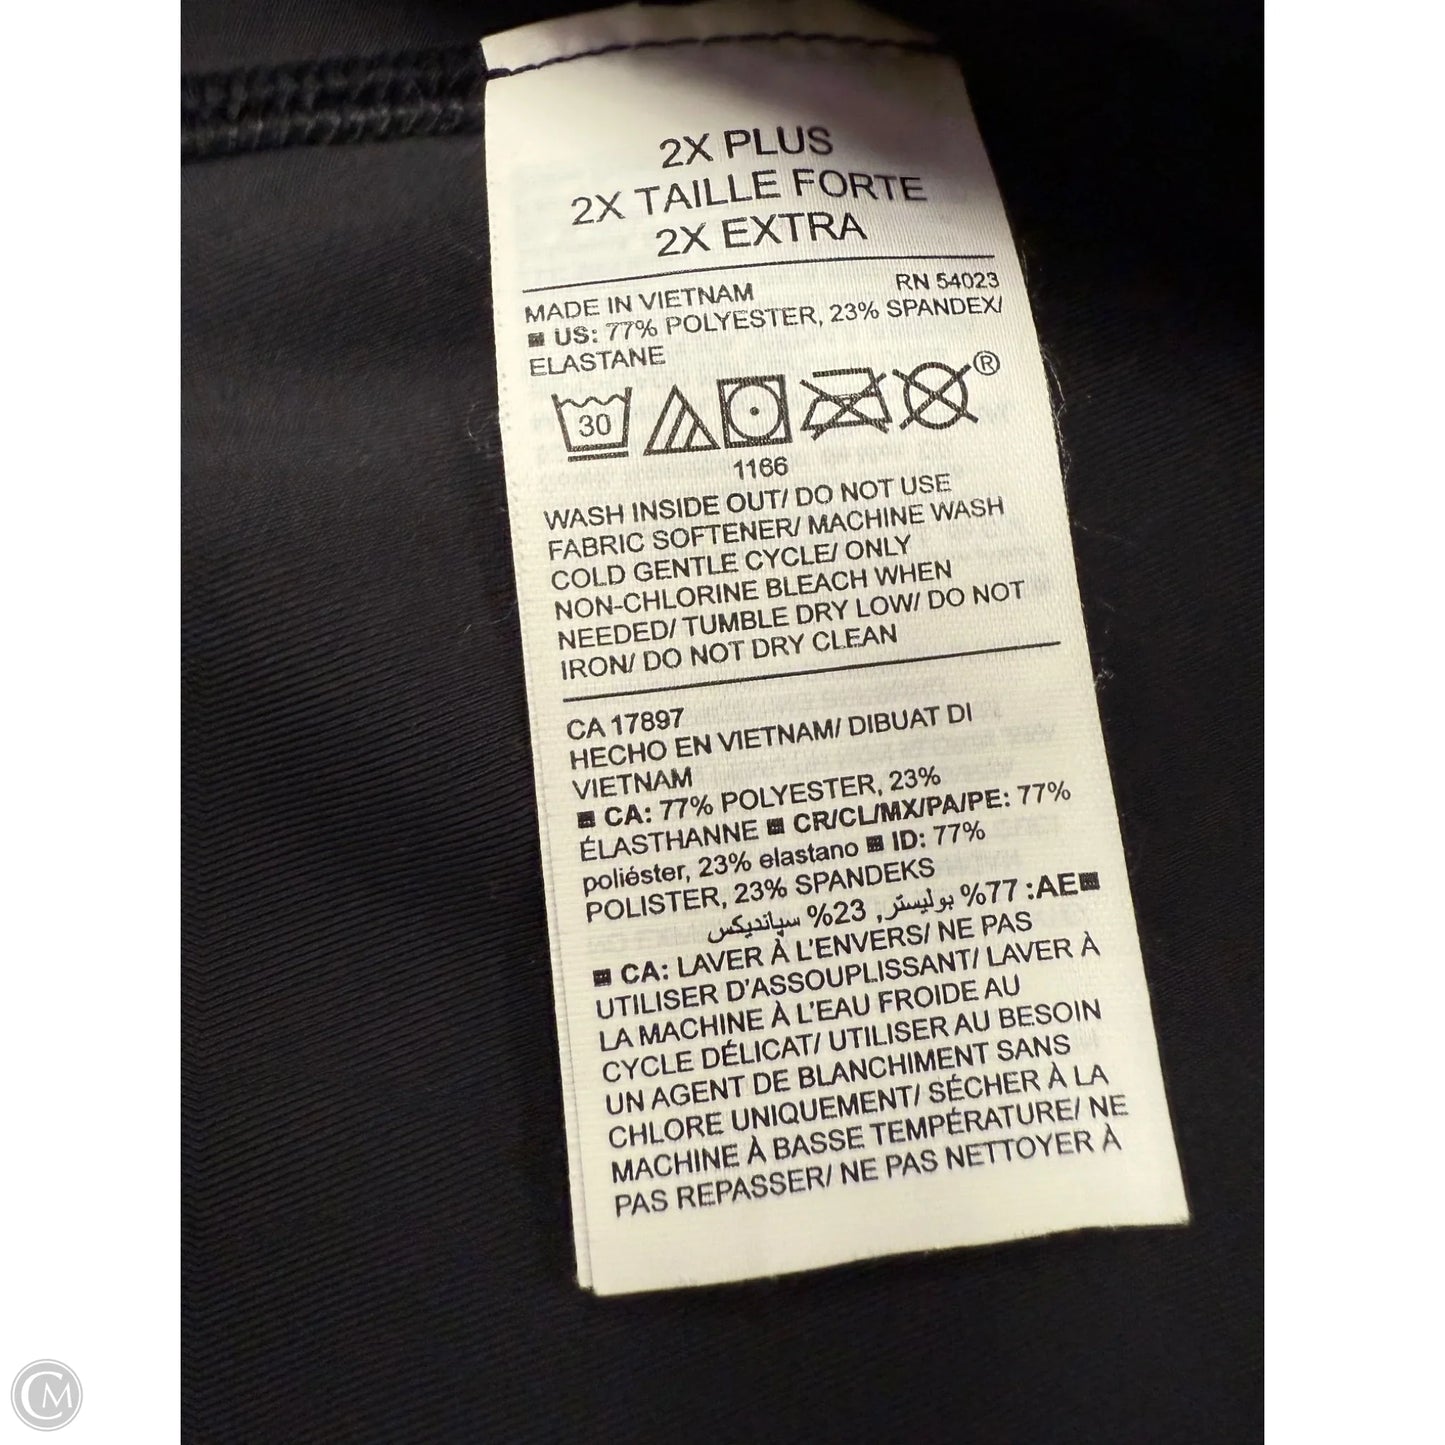 2X PLUS
2X TAILLE FORTE
2X EXTRA
RN 54023
MADE IN VIETNAM
US: 77% POLYESTER, 23% SPANDEX/
ELASTANE
30
®
1166
WASH INSIDE OUT/ DO NOT USE
FABRIC SOFTENER/ MACHINE WASH
COLD GENTLE CYCLE/ ONLY
NON-CHLORINE BLEACH WHEN
NEEDED/ TUMBLE DRY LOW/ DO NOT
IRON/ DO NOT DRY CLEAN
CA 17897
HECHO EN VIETNAM/ DIBUAT DI
VIETNAM
CA: 77% POLYESTER, 23%
ÉLASTHANNE ■ CR/CL/MX/PA/PE: 77%
poliéster, 23% elastano ■ ID: 77%
POLISTER, 23% SPANDEKS
AE: 77% بوليستر, 23% سپانديكس
CA: LAVER À L'ENVERS/ NE PAS
UTILISER D'ASSOUPLISSANT/ LAVER À
LA MACHINE À L'EAU FROIDE AU
CYCLE DÉLICAT/ UTILISER AU BESOIN
UN AGENT DE BLANCHIMENT SANS
CHLORE UNIQUEMENT/ SÉCHER À LA
MACHINE À BASSE TEMPÉRATURE/ NE
PAS REPASSER/ NE PAS NETTOYER À
CM